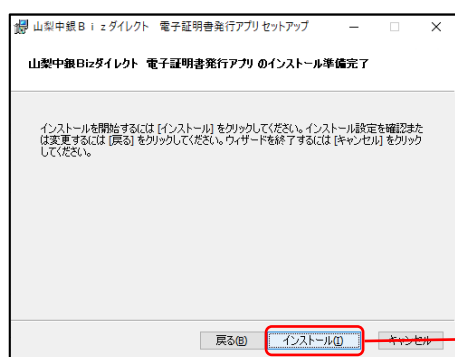 山梨中銀Ｂｉｚダイレクト　電子証明書発行アプリ セットアップ
山梨中銀Bizダイレクト 電子証明書発行アプリ のインストール準備完了
インストールを開始するには [インストール] をクリックしてください。インストール設定を確認また
は変更するには [戻る] をクリックしてください。ウィザードを終了するには [キャンセル] をクリック
してください。
戻る(B) インストール(I) キャンセル